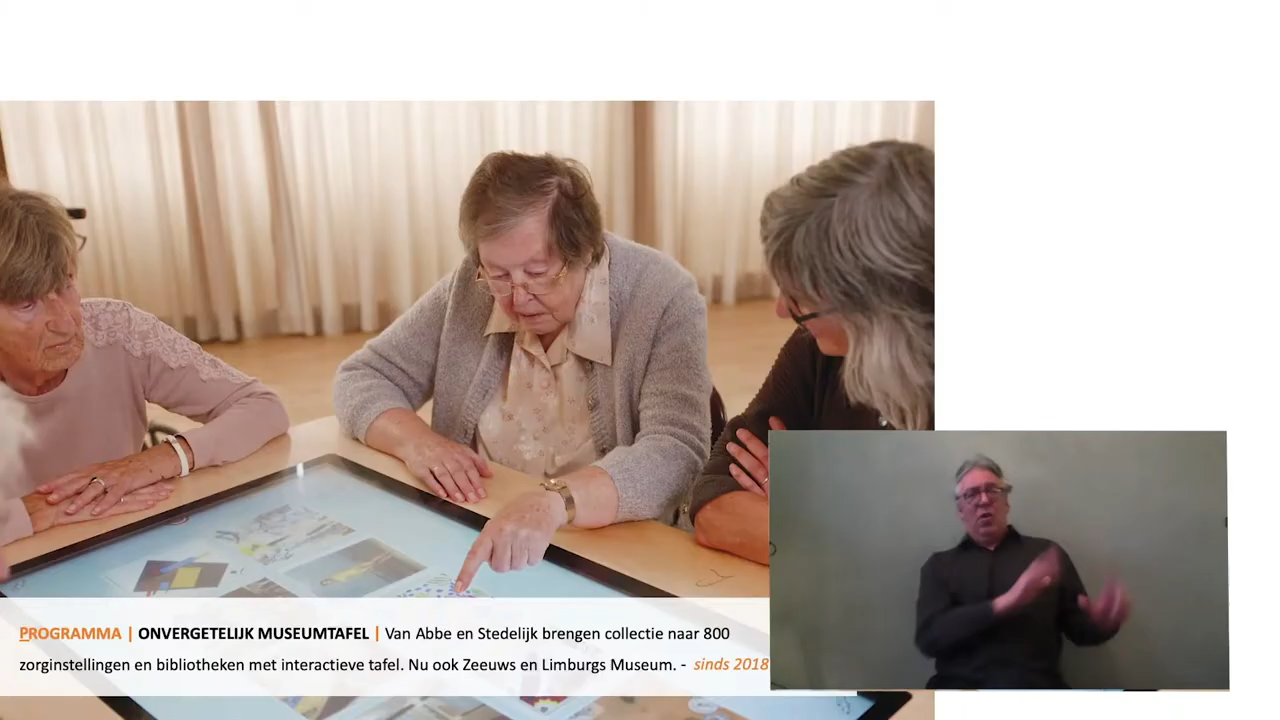 PROGRAMMA | ONVERGETELIJK MUSEUMTAFEL | Van Abbe en Stedelijk brengen collectie naar 800
zorginstellingen en bibliotheken met interactieve tafel. Nu ook Zeeuws en Limburgs Museum. - sinds 2018